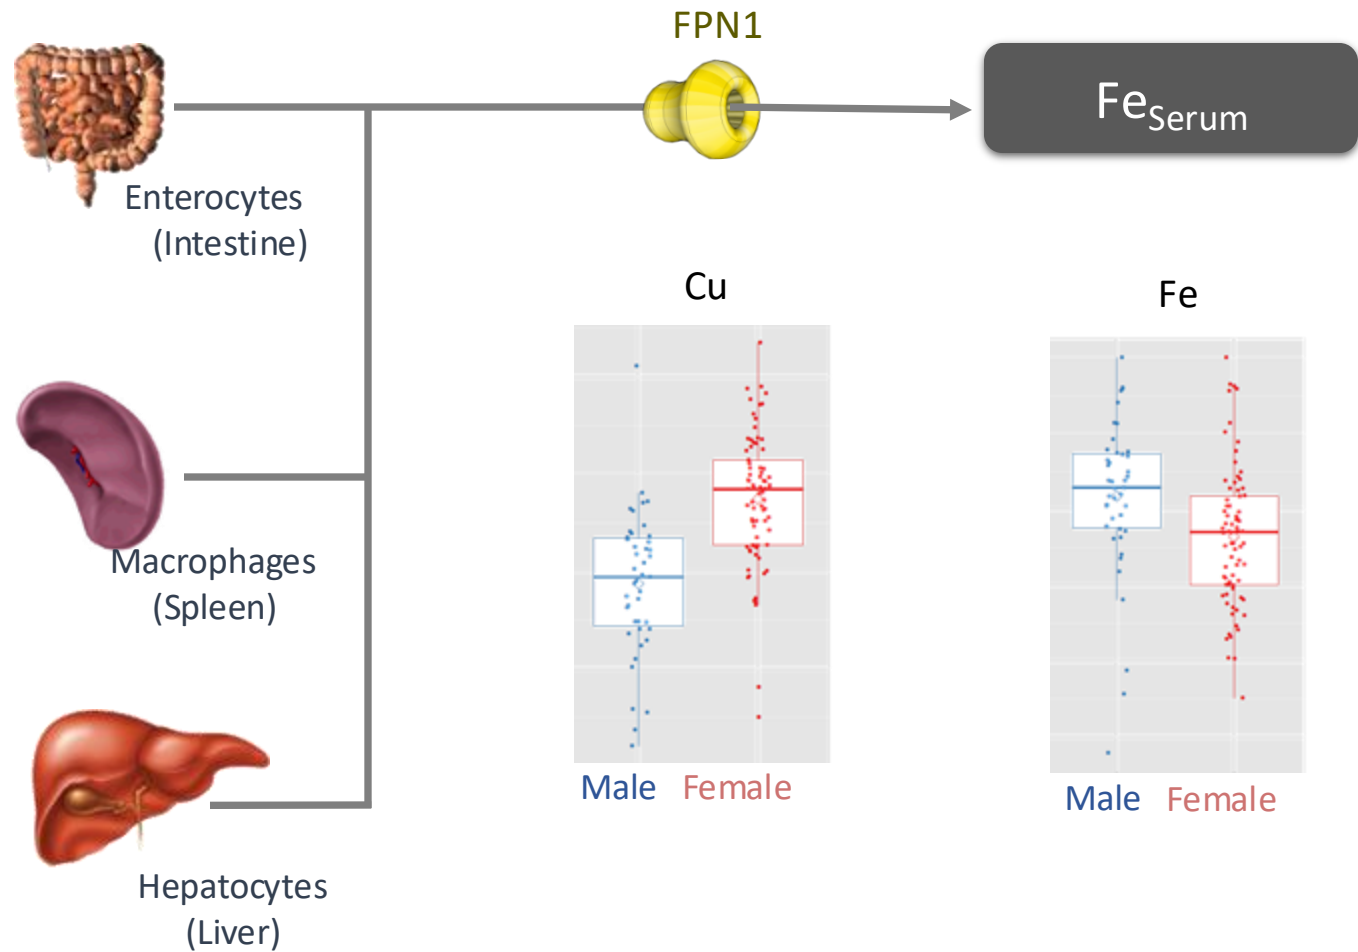 FPN1
Fe Serum
Enterocytes
(Intestine)
Cu
Fe
Macrophages
(Spleen)
Male Female
Male Female
Hepatocytes
(Liver)